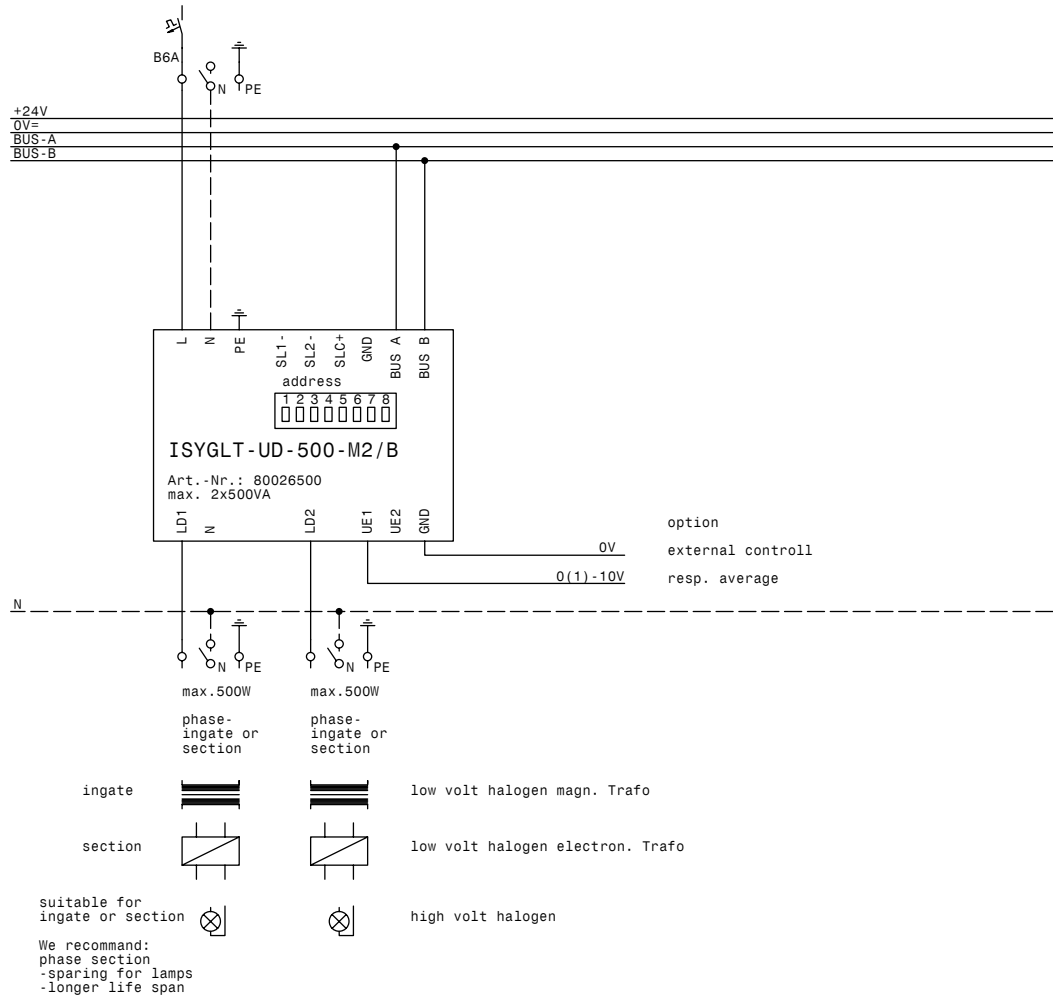 B6A
N
PE
+24V
0V=
BUS-A
BUS-B
L
N
PE
SL1-
SL2-
SLC+
GND
BUS A
BUS B
address
1 2 3 4 5 6 7 8
ISYGLT-UD-500-M2/B
Art.-Nr.: 80026500
max. 2x500VA
LD1
N
LD2
UE1
UE2
GND
option
0V external controll
0(1)-10V resp. average
N
N PE N PE
max.500W max.500W
phase- phase-
ingate or ingate or
section section
ingate low volt halogen magn. Trafo
section low volt halogen electron. Trafo
suitable for
ingate or section high volt halogen
We recommand:
phase section
-sparing for lamps
-longer life span